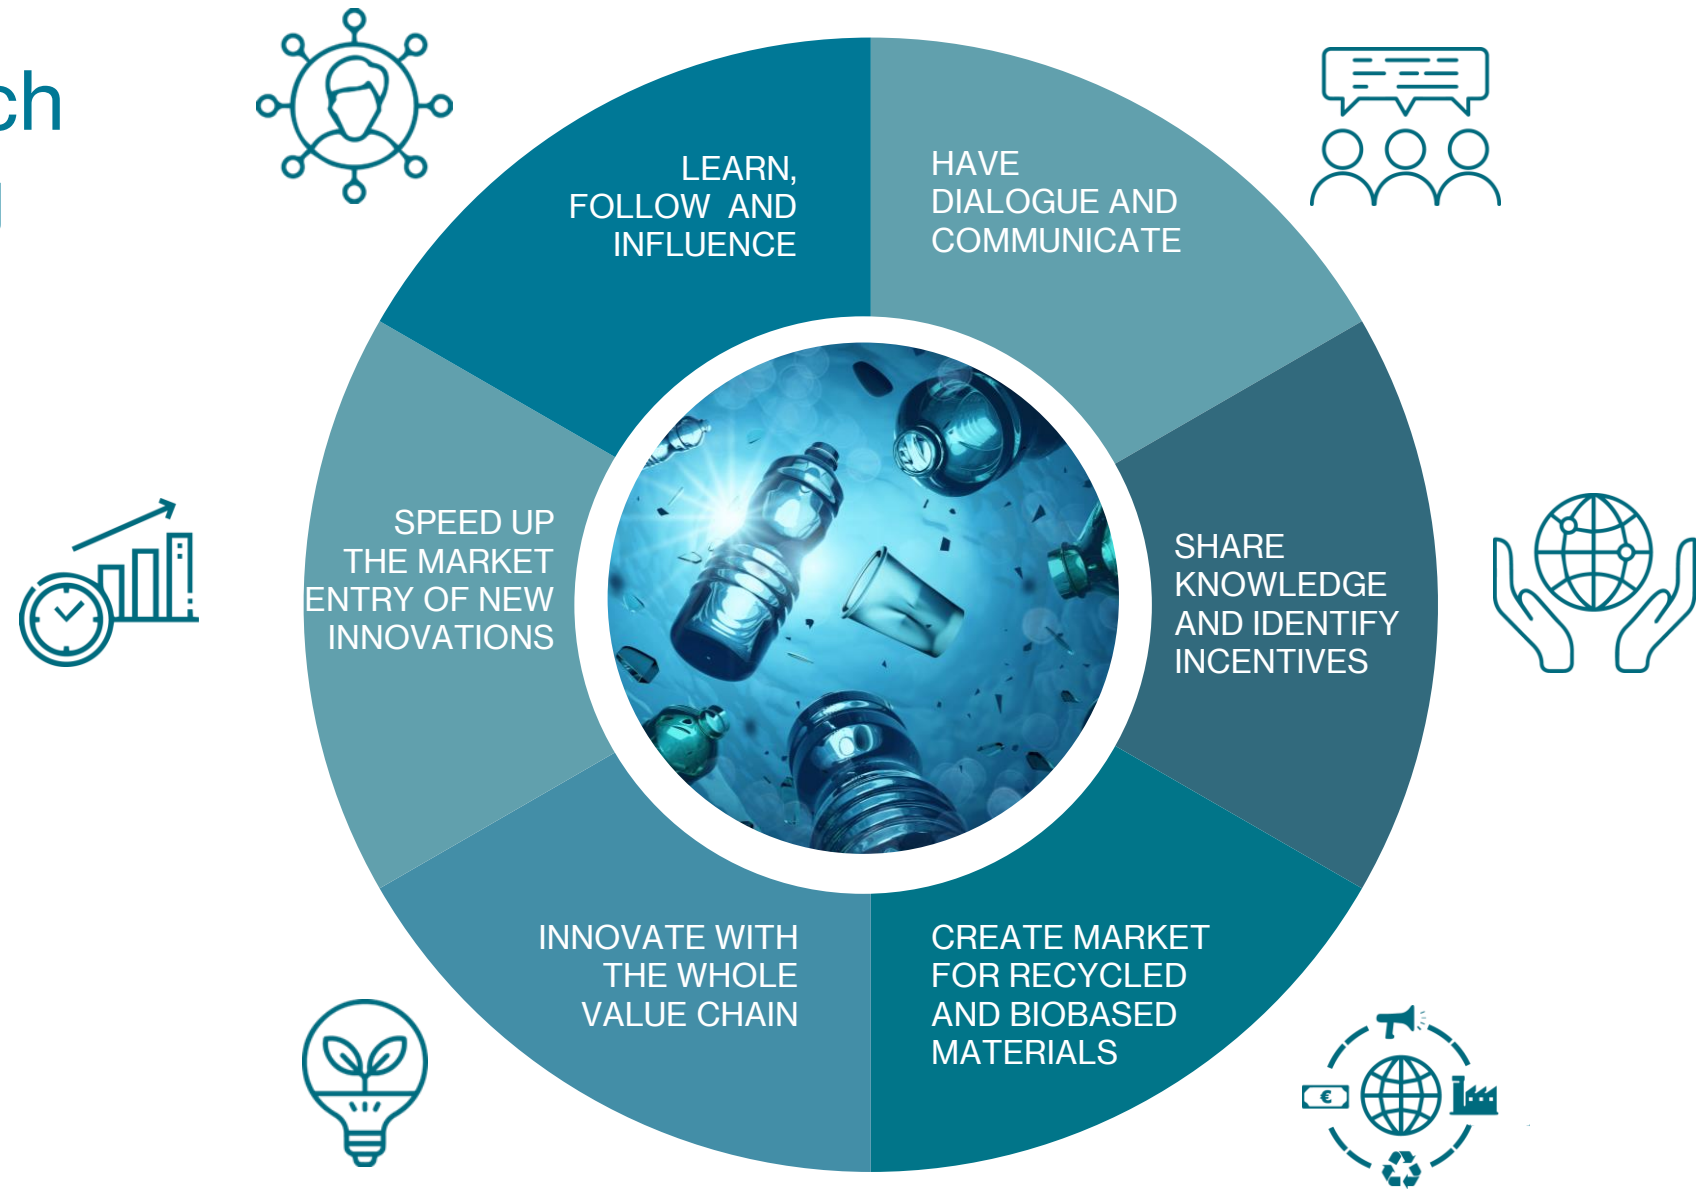 ch
LEARN,
FOLLOW AND
INFLUENCE
HAVE
DIALOGUE AND
COMMUNICATE
SHARE
KNOWLEDGE
AND IDENTIFY
INCENTIVES
CREATE MARKET
FOR RECYCLED
AND BIOBASED
MATERIALS
INNOVATE WITH
THE WHOLE
VALUE CHAIN
SPEED UP
THE MARKET
ENTRY OF NEW
INNOVATIONS
€